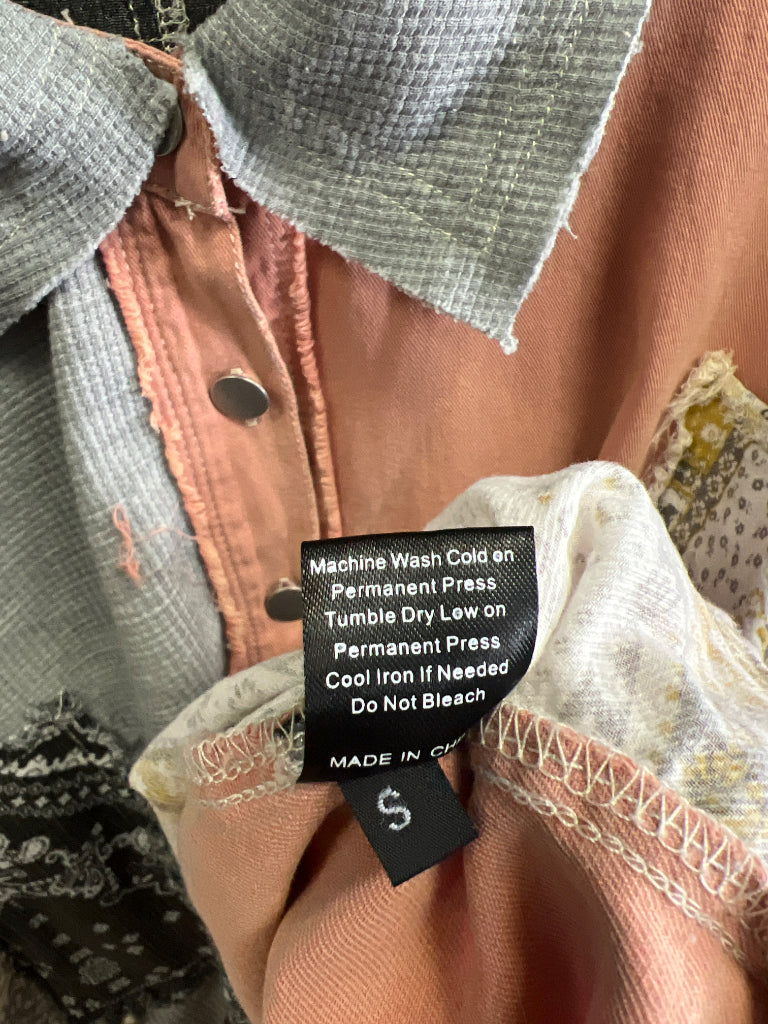 Machine Wash Cold on
Permanent Press
Tumble Dry Low on
Permanent Press
Cool Iron If Needed
Do Not Bleach
MADE IN
S